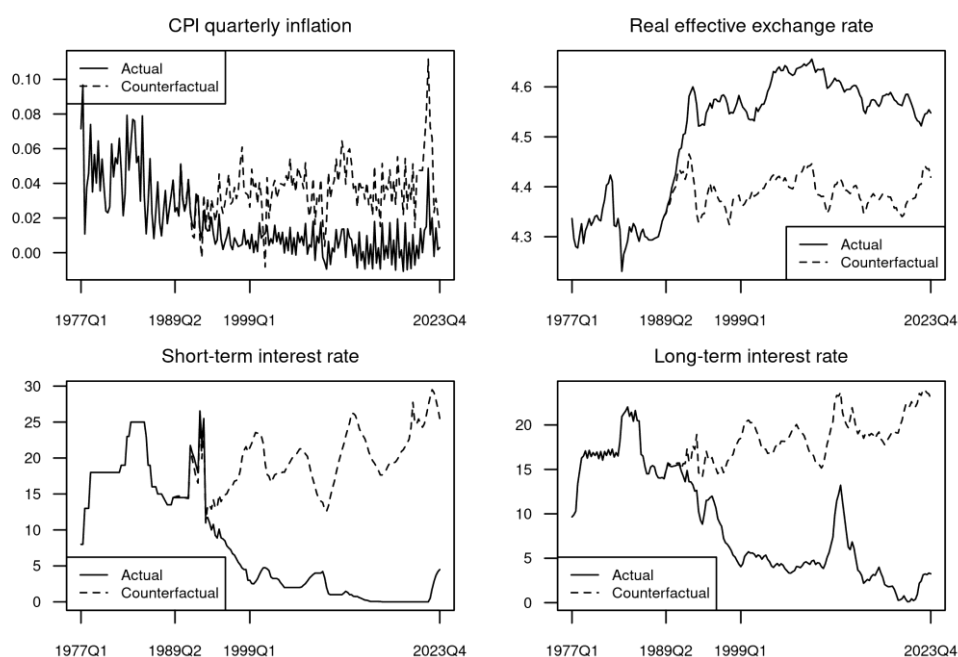 CPI quarterly inflation
Actual
Counterfactual
0.10
0.08
0.06
0.04
0.02
0.00
1977Q1 1989Q2 1999Q1 2023Q4
Real effective exchange rate
4.6
4.5
4.4
4.3
Actual
Counterfactual
1977Q1 1989Q2 1999Q1 2023Q4
Short-term interest rate
30
25
20
15
10
5
0
Actual
Counterfactual
1977Q1 1989Q2 1999Q1 2023Q4
Long-term interest rate
20
15
10
5
0
Actual
Counterfactual
1977Q1 1989Q2 1999Q1 2023Q4